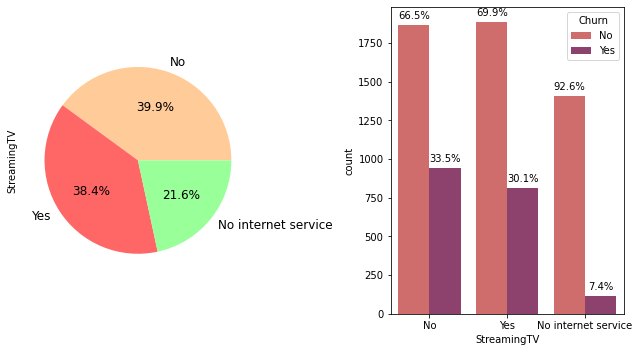 StreamingTV
No
39.9%
Yes
38.4%
21.6%
No internet service
count
1750
1500
1250
1000
750
500
250
0
66.5%
69.9%
92.6%
33.5%
30.1%
7.4%
Churn
No
Yes
No
Yes
No internet service
StreamingTV